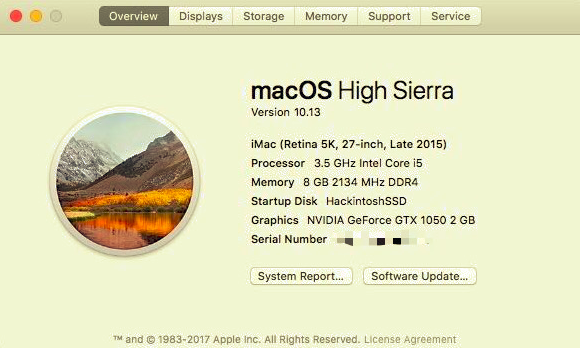 Overview Displays Storage Memory Support Service
macOS High Sierra
Version 10.13
iMac (Retina 5K, 27-inch, Late 2015)
Processor 3.5 GHz Intel Core i5
Memory 8 GB 2134 MHz DDR4
Startup Disk HackintoshSSD
Graphics NVIDIA GeForce GTX 1050 2 GB
Serial Number
System Report... Software Update...
™ and © 1983-2017 Apple Inc. All Rights Reserved. License Agreement